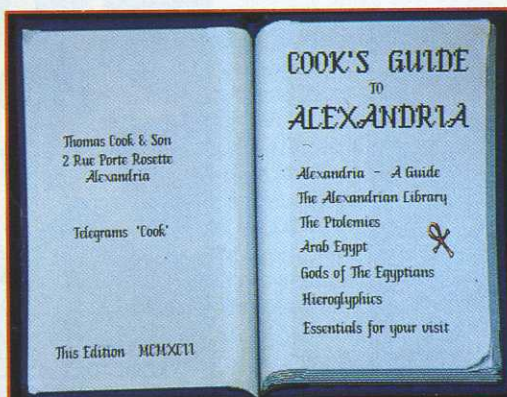 Thomas Cook & Son
2 Rue Porte Rosette
Alexandria
Telegrams 'Cook'
This Edition MCMXCII
COOK'S GUIDE
TO
ALEXANDRIA
Alexandria - A Guide
The Alexandrian Library
The Ptolemies
Arab Egypt
Gods of The Egyptians
Hieroglyphics
Essentials for your visit